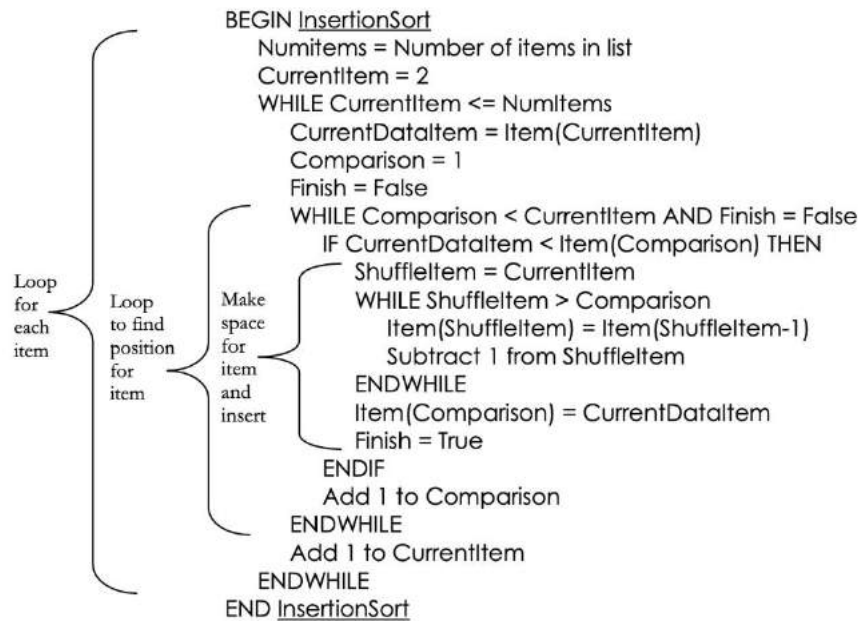 BEGIN InsertionSort
Numitems = Number of items in list
CurrentItem = 2
WHILE CurrentItem <= NumItems
CurrentDataItem = Item(CurrentItem)
Comparison = 1
Finish = False
WHILE Comparison < CurrentItem AND Finish = False
IF CurrentDataItem < Item(Comparison) THEN
ShuffleItem = CurrentItem
WHILE ShuffleItem > Comparison
Item(ShuffleItem) = Item(ShuffleItem-1)
Subtract 1 from ShuffleItem
ENDWHILE
Item(Comparison) = CurrentDataItem
Finish = True
ENDIF
Add 1 to Comparison
ENDWHILE
Add 1 to CurrentItem
ENDWHILE
END InsertionSort
Loop
for
each
item
Loop
to find
position
for
item
Make
space
for
item
and
insert